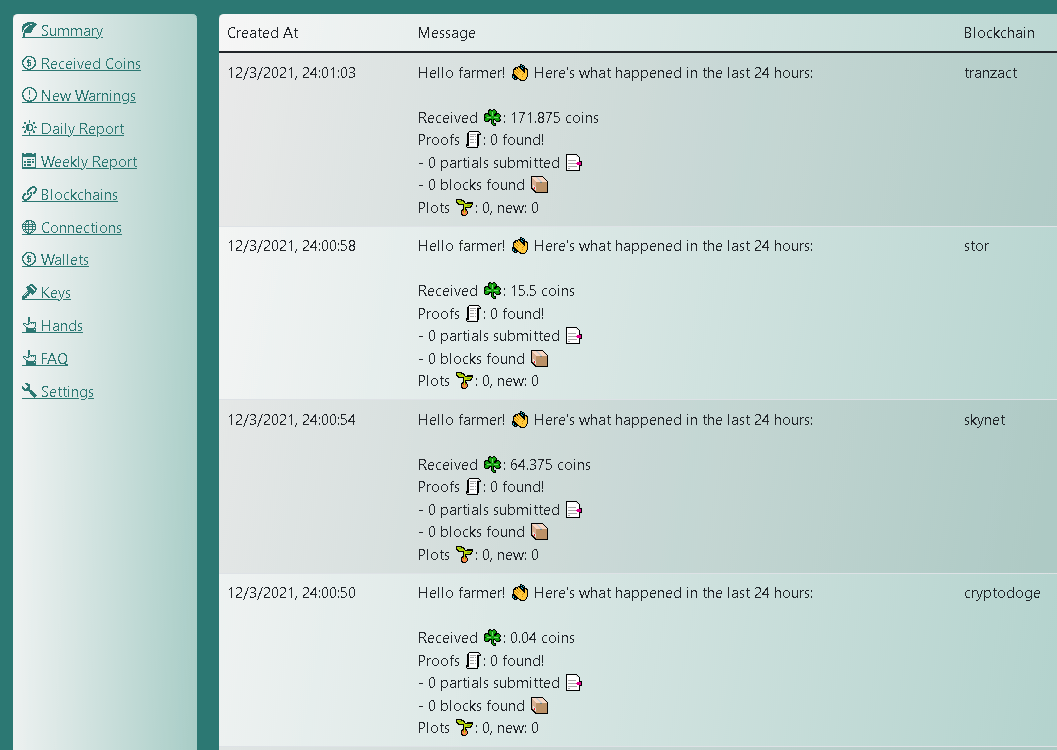 Summary
Received Coins
New Warnings
Daily Report
Weekly Report
Blockchains
Connections
Wallets
Keys
Hands
FAQ
Settings
Created At Message Blockchain
12/3/2021, 24:01:03 Hello farmer! 👏 Here's what happened in the last 24 hours: tranzact
Received ☘️: 171.875 coins
Proofs 🧾: 0 found!
- 0 partials submitted
- 0 blocks found 📦
Plots 🌱: 0, new: 0
12/3/2021, 24:00:58 Hello farmer! 👏 Here's what happened in the last 24 hours: stor
Received ☘️: 15.5 coins
Proofs 🧾: 0 found!
- 0 partials submitted
- 0 blocks found 📦
Plots 🌱: 0, new: 0
12/3/2021, 24:00:54 Hello farmer! 👏 Here's what happened in the last 24 hours: skynet
Received ☘️: 64.375 coins
Proofs 🧾: 0 found!
- 0 partials submitted
- 0 blocks found 📦
Plots 🌱: 0, new: 0
12/3/2021, 24:00:50 Hello farmer! 👏 Here's what happened in the last 24 hours: cryptodoge
Received ☘️: 0.04 coins
Proofs 🧾: 0 found!
- 0 partials submitted
- 0 blocks found 📦
Plots 🌱: 0, new: 0